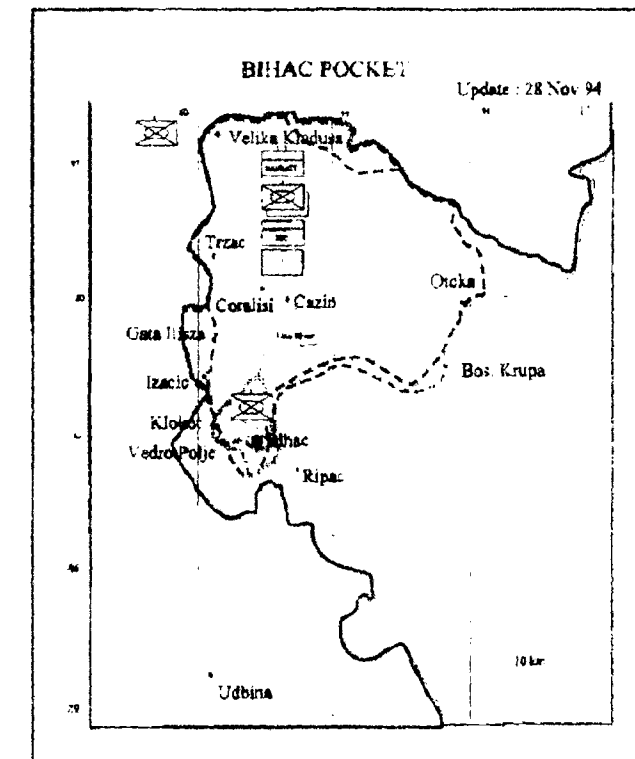 BIHAC POCKET
Update : 28 Nov 94
Velika Kladusa
Trzac
Coralisi
Cazin
Otoka
Gata Ilisza
Bos. Krupa
Izacic
Klokot
Bihac
Vedro Polje
Ripac
10 km
Udbina